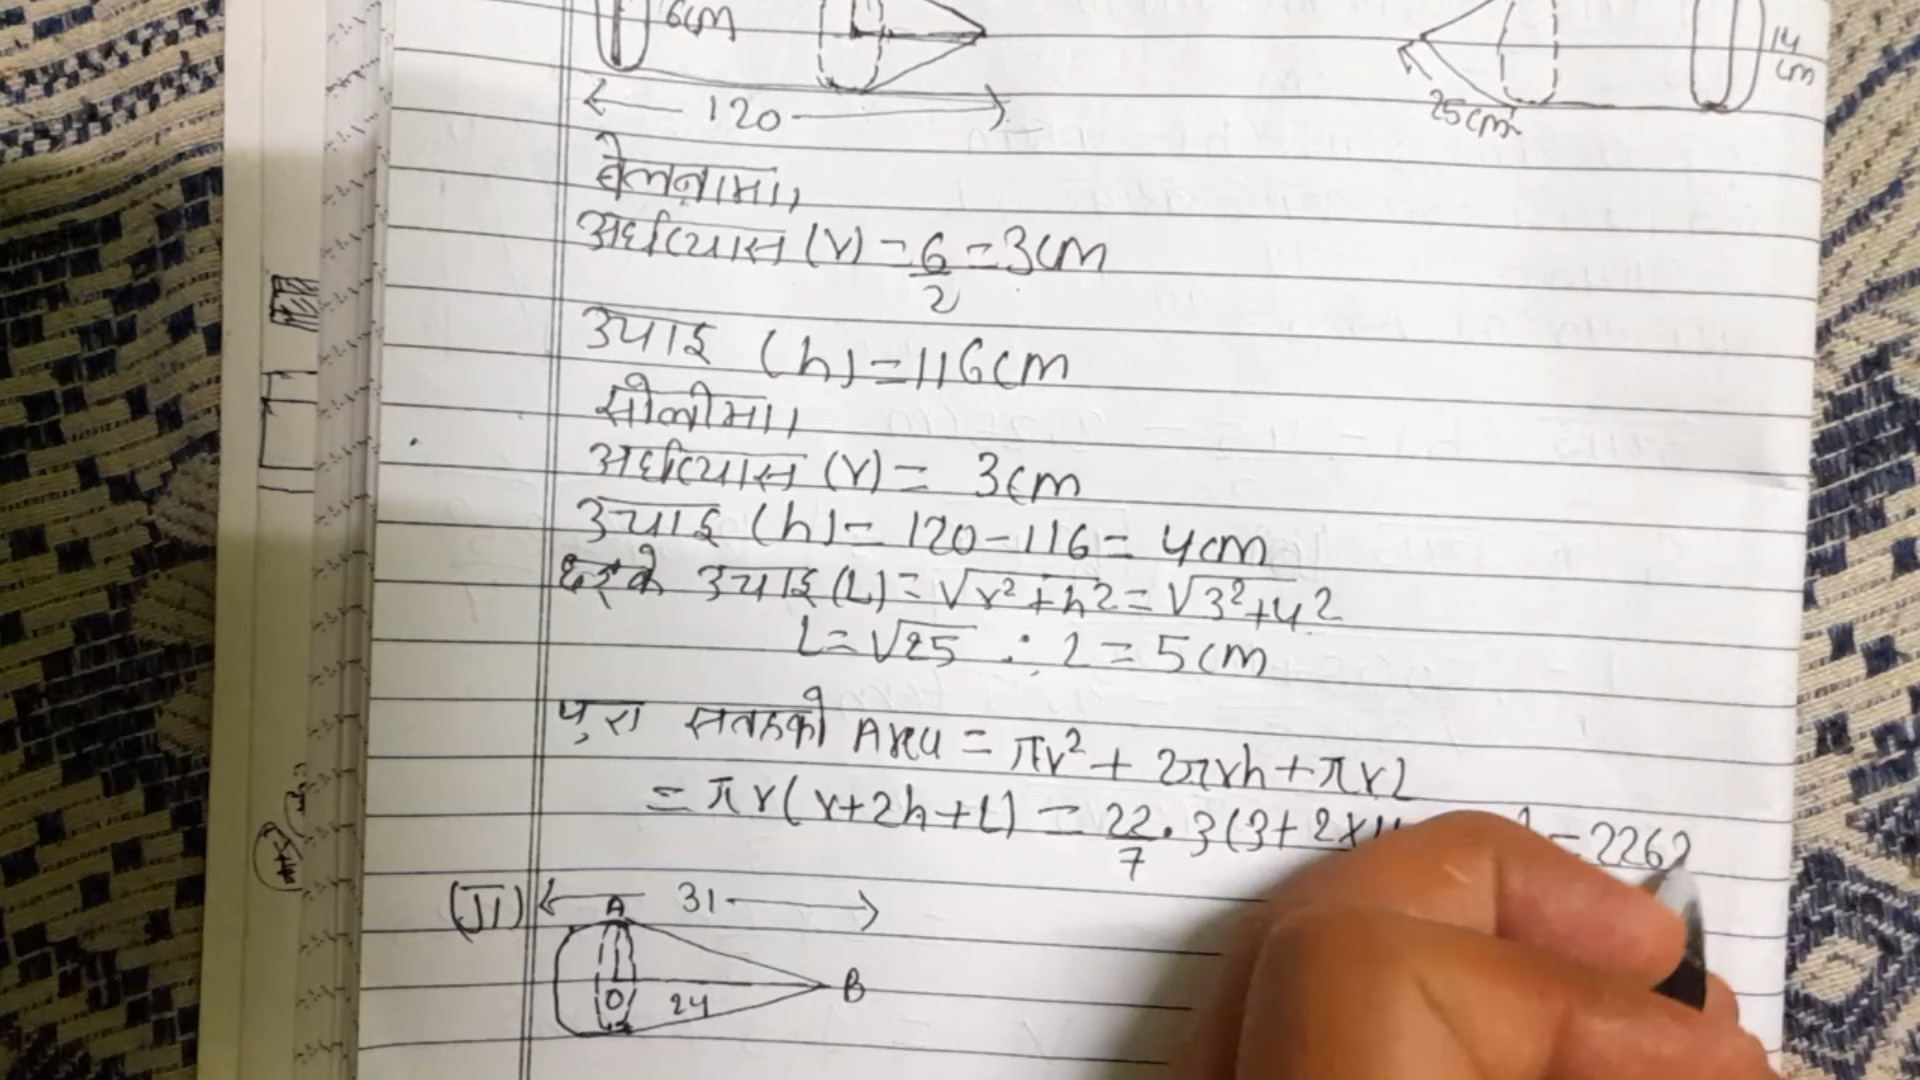 6cm
14
cm
25cm
120
बेलनामा,
अर्धव्यास (r) = 6/2 = 3cm
उचाइ (h) = 116cm
सोलीमा,
अर्धव्यास (r) = 3cm
उचाइ (h) = 120-116 = 4cm
उचाइ (L) = √r²+h² = √3²+4²
L = √25 ∴ l = 5cm
पुरा सतहको Area = πr² + 2πrh + πrl
= πr(r+2h+l) = 22/7 . 3(3+2×
= 2262
(II) 31
A
B
O 24